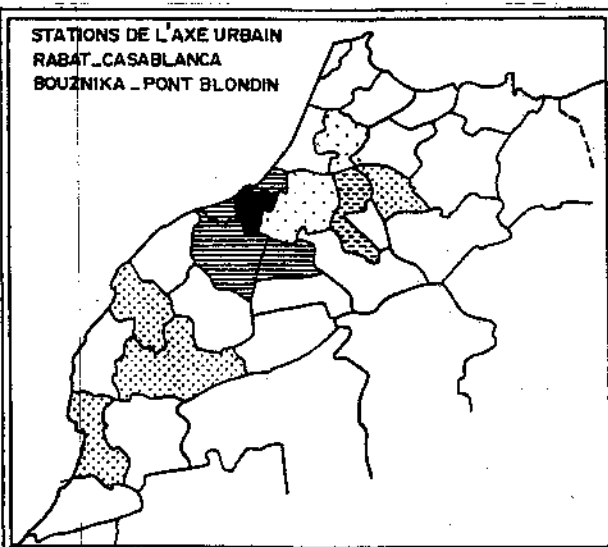 STATIONS DE L'AXE URBAIN
RABAT_CASABLANCA
BOUZNIKA _ PONT BLONDIN